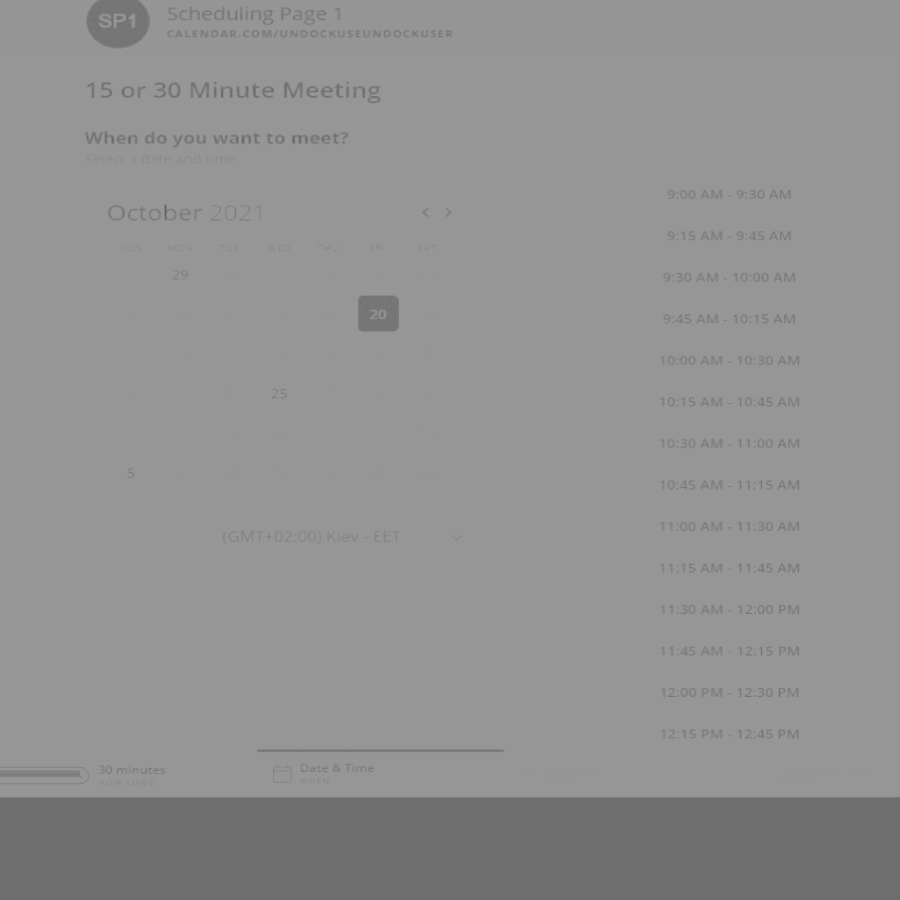 SP1
Scheduling Page 1
CALENDAR.COM/UNDOCKUSEUNDOCKUSER
15 or 30 Minute Meeting
When do you want to meet?
Select a date and time
October 2021
< >
SUN MON TUE WED THU FRI SAT
29
20
25
5
(GMT+02:00) Kiev - EET
9:00 AM - 9:30 AM
9:15 AM - 9:45 AM
9:30 AM - 10:00 AM
9:45 AM - 10:15 AM
10:00 AM - 10:30 AM
10:15 AM - 10:45 AM
10:30 AM - 11:00 AM
10:45 AM - 11:15 AM
11:00 AM - 11:30 AM
11:15 AM - 11:45 AM
11:30 AM - 12:00 PM
11:45 AM - 12:15 PM
12:00 PM - 12:30 PM
12:15 PM - 12:45 PM
30 minutes
HOW LONG
Date & Time
WHEN